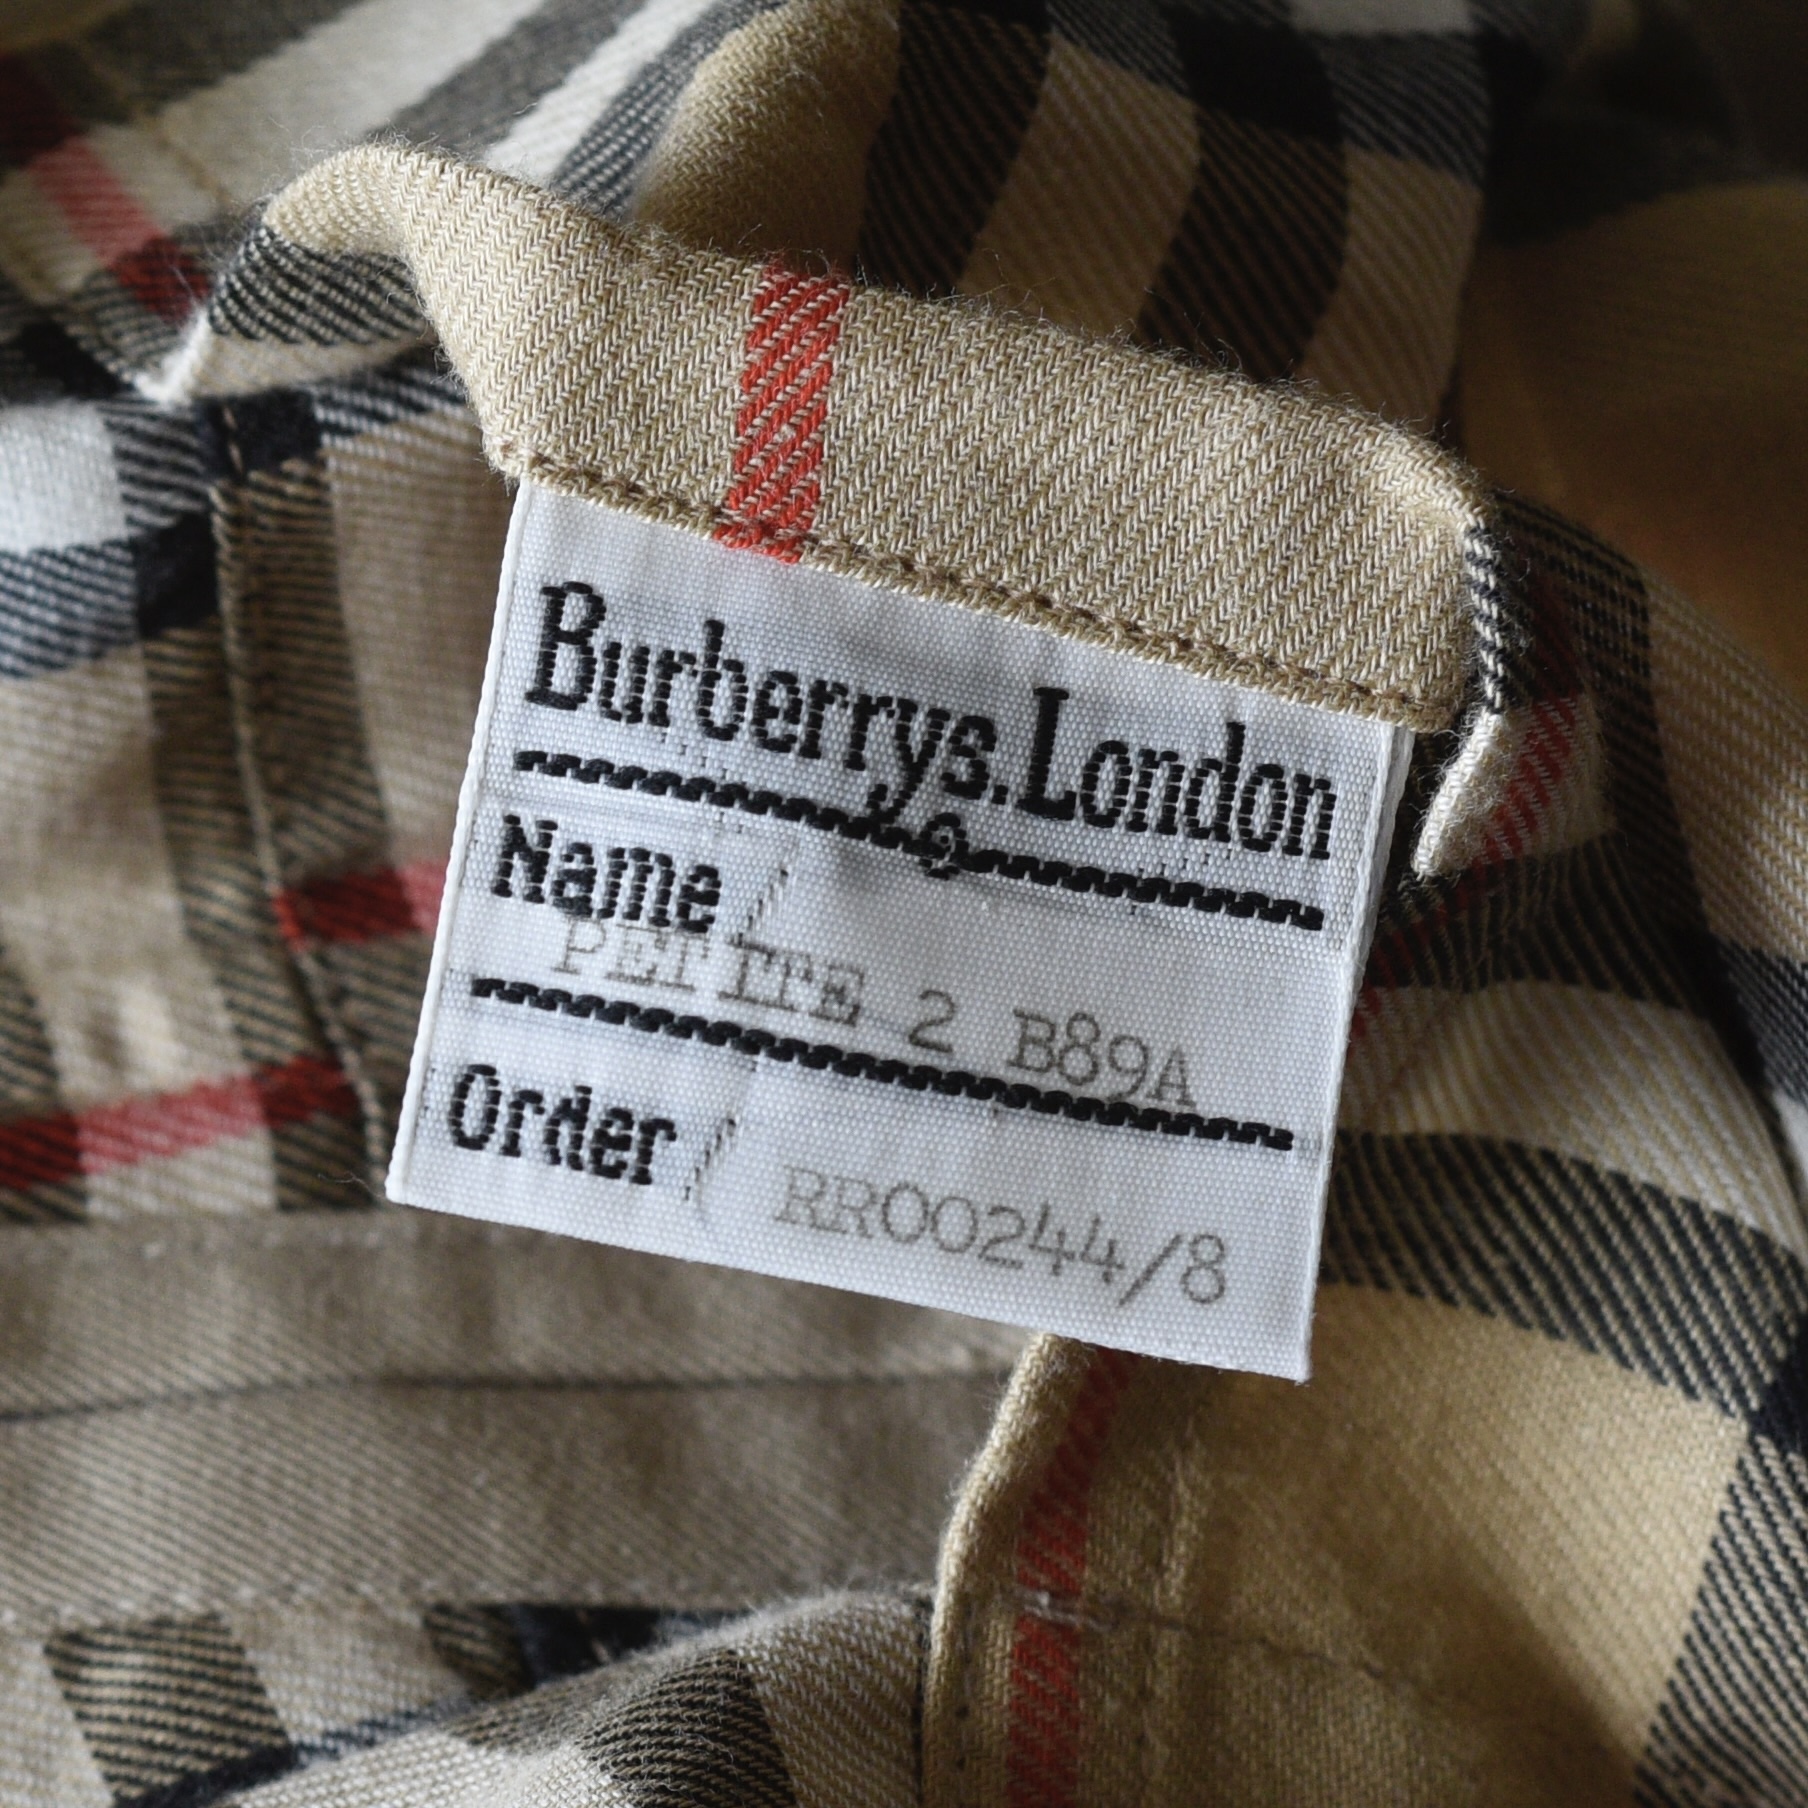 Burberrys.London
Name /
PETITE 2 B89A
Order / RR00244/8